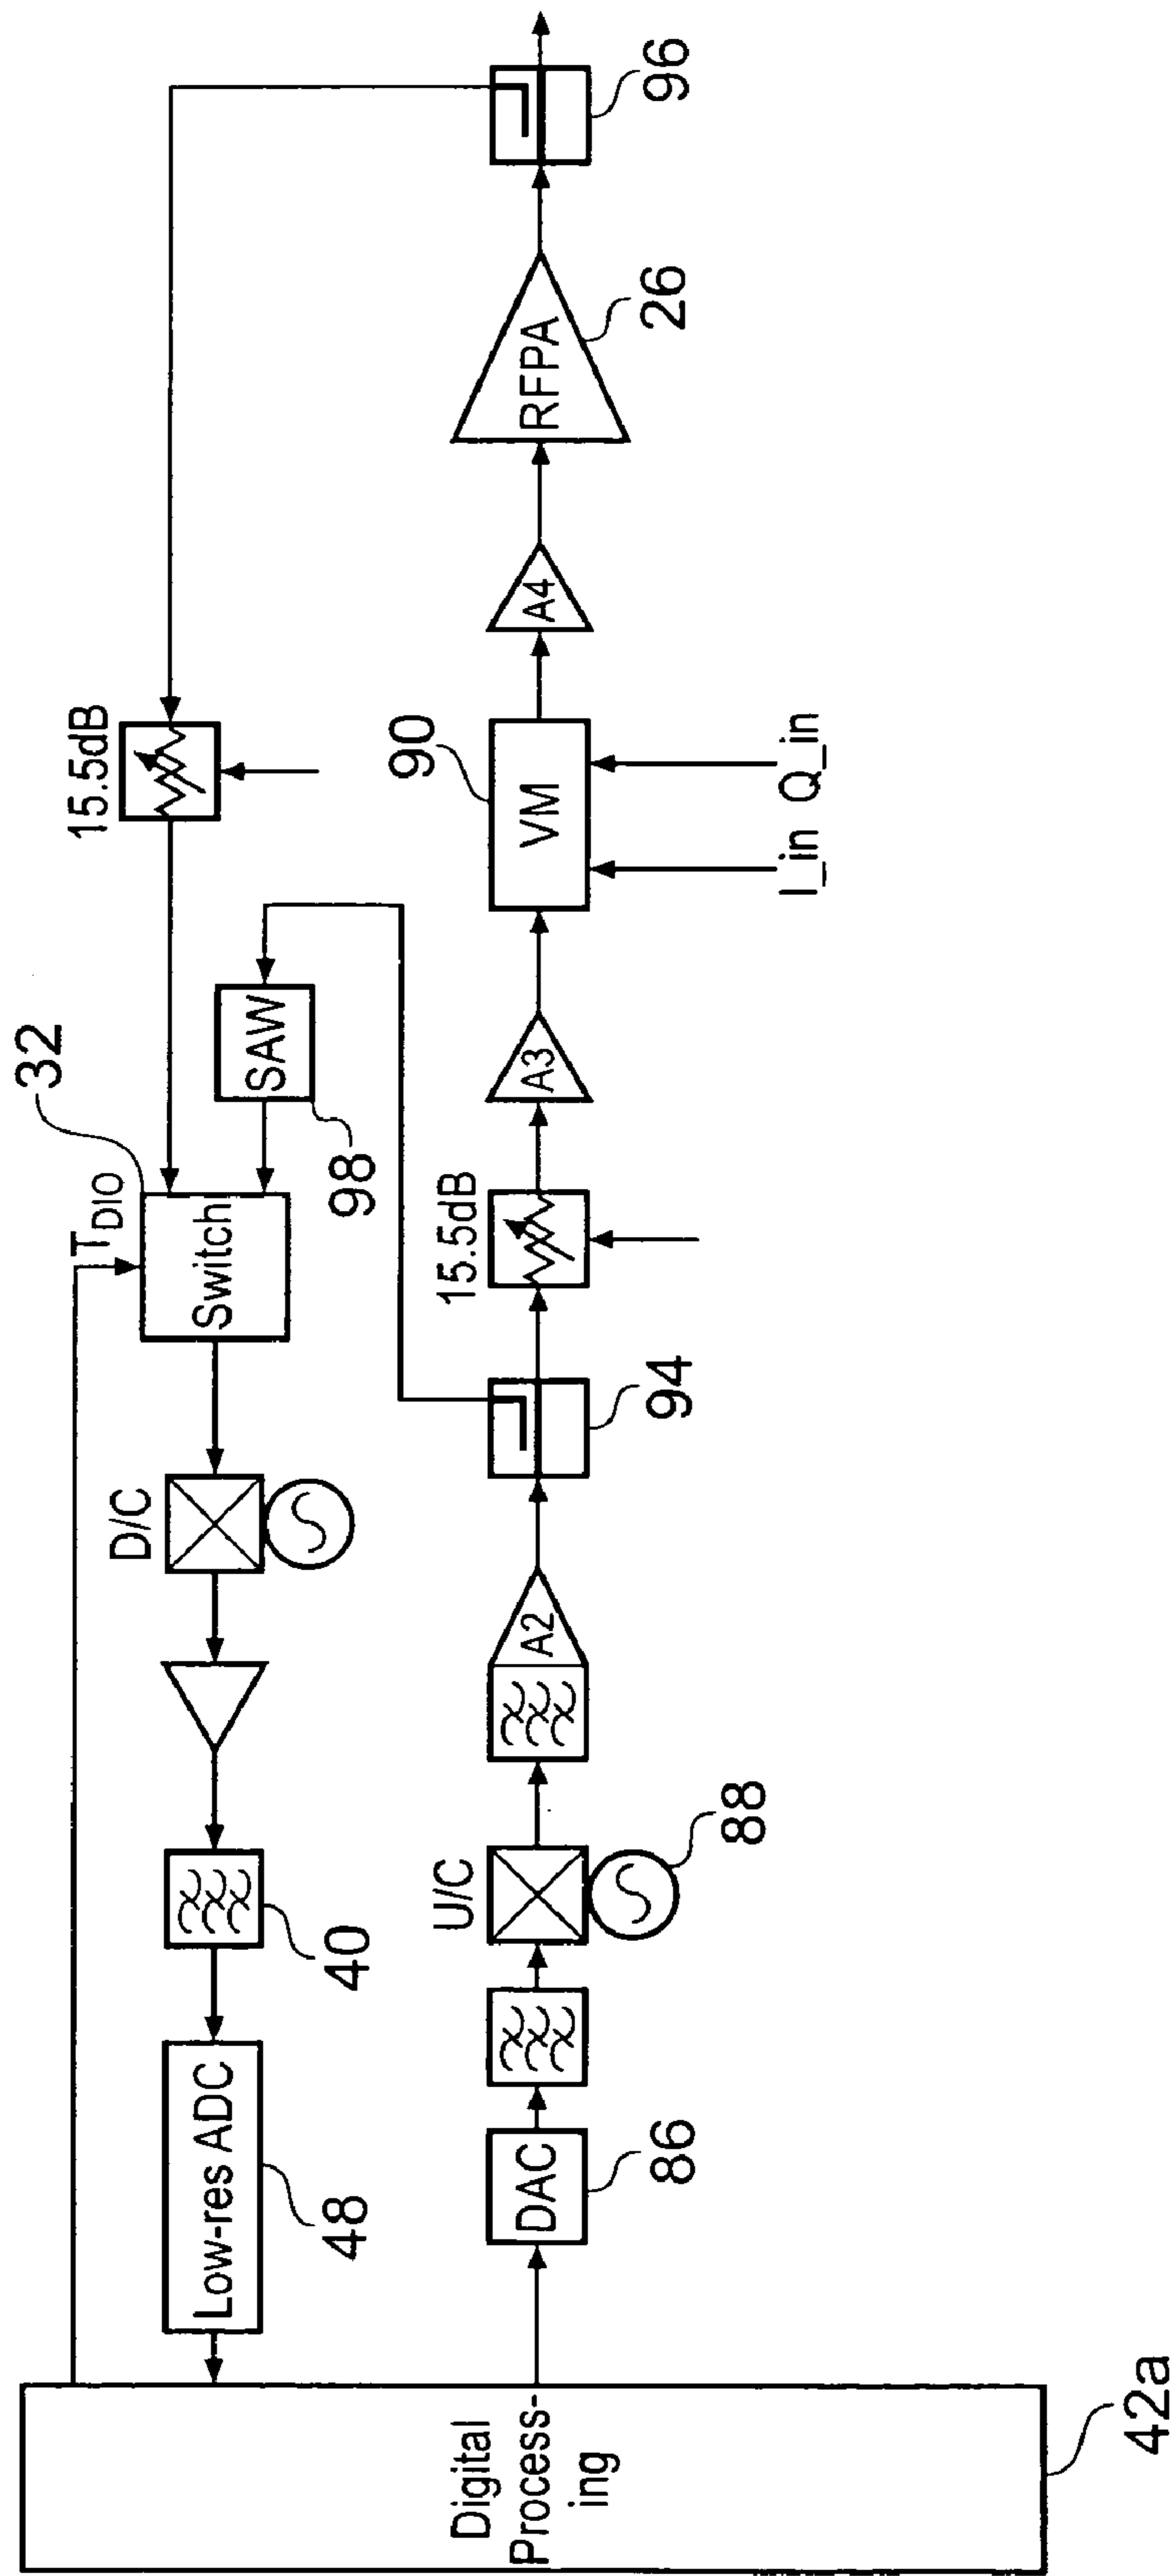 Digital
Process-
ing
42a
Low-res ADC
48
40
D/C
Switch
T_DIO
32
SAW
98
15.5dB
DAC
86
U/C
88
A2
94
15.5dB
A3
VM
90
I_in
Q_in
A4
RFPA
26
96